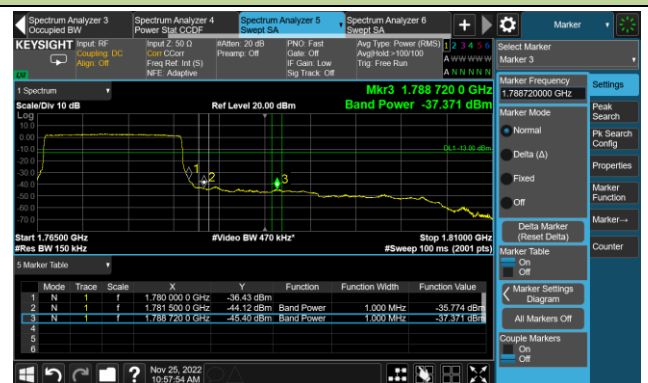 Spectrum Analyzer 3
Occupied BW
Spectrum Analyzer 4
Power Stat CCDF
Spectrum Analyzer 5
Swept SA
Spectrum Analyzer 6
Swept SA
Marker
KEYSIGHT
Input: RF
Coupling: DC
Align: Off
Input Z: 50 Ω
Corr CCorr
Freq Ref: Int (S)
NFE: Adaptive
#Atten: 20 dB
Preamp: Off
PNO: Fast
Gate: Off
IF Gain: Low
Sig Track: Off
Avg Type: Power (RMS)
Avg|Hold:>100/100
Trig: Free Run
1 2 3 4 5 6
A W W W W W
A N N N N N
LXI
Select Marker
Marker 3
1 Spectrum
Scale/Div 10 dB
Log
Ref Level 20.00 dBm
Mkr3 1.788 720 0 GHz
Band Power -37.371 dBm
10.0
0.00
-10.0
-20.0
-30.0
-40.0
-50.0
-60.0
-70.0
DL1 -13.00 dBm
1
2
3
Start 1.76500 GHz
#Res BW 150 kHz
#Video BW 470 kHz*
Stop 1.81000 GHz
#Sweep 100 ms (2001 pts)
5 Marker Table
Mode Trace Scale X Y Function Function Width Function Value
1 N 1 f 1.780 000 0 GHz -36.43 dBm
2 N 1 f 1.781 500 0 GHz -44.12 dBm Band Power 1.000 MHz -35.774 dBm
3 N 1 f 1.788 720 0 GHz -45.40 dBm Band Power 1.000 MHz -37.371 dBm
4
5
6
Marker Frequency
1.788720000 GHz
Marker Mode
Normal
Delta (Δ)
Fixed
Off
Delta Marker
(Reset Delta)
Marker Table
On
Off
Marker Settings
Diagram
All Markers Off
Couple Markers
On
Off
Settings
Peak
Search
Pk Search
Config
Properties
Marker
Function
Marker→
Counter
?
Nov 25, 2022
10:57:54 AM